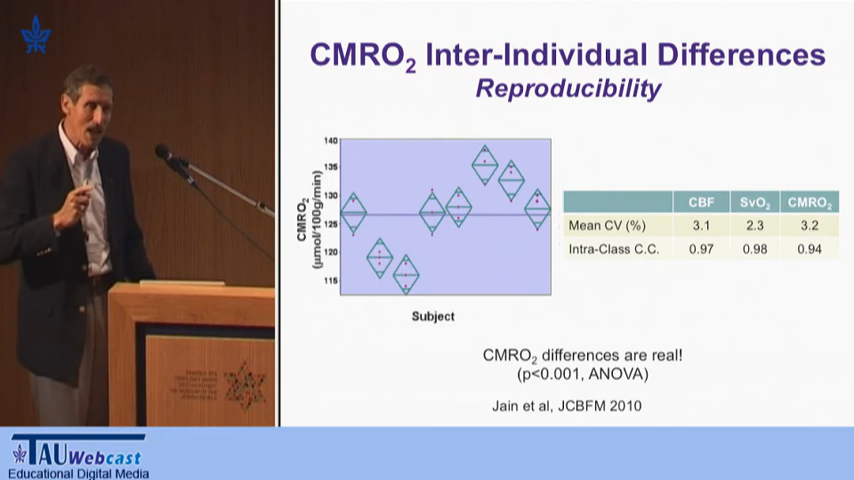 CMRO2 Inter-Individual Differences
Reproducibility
140
135
130
125
120
115
CMRO2
(μmol/100g/min)
Subject
CBF SvO2 CMRO2
Mean CV (%) 3.1 2.3 3.2
Intra-Class C.C. 0.97 0.98 0.94
CMRO2 differences are real!
(p<0.001, ANOVA)
Jain et al, JCBFM 2010
TAU Webcast
Educational Digital Media